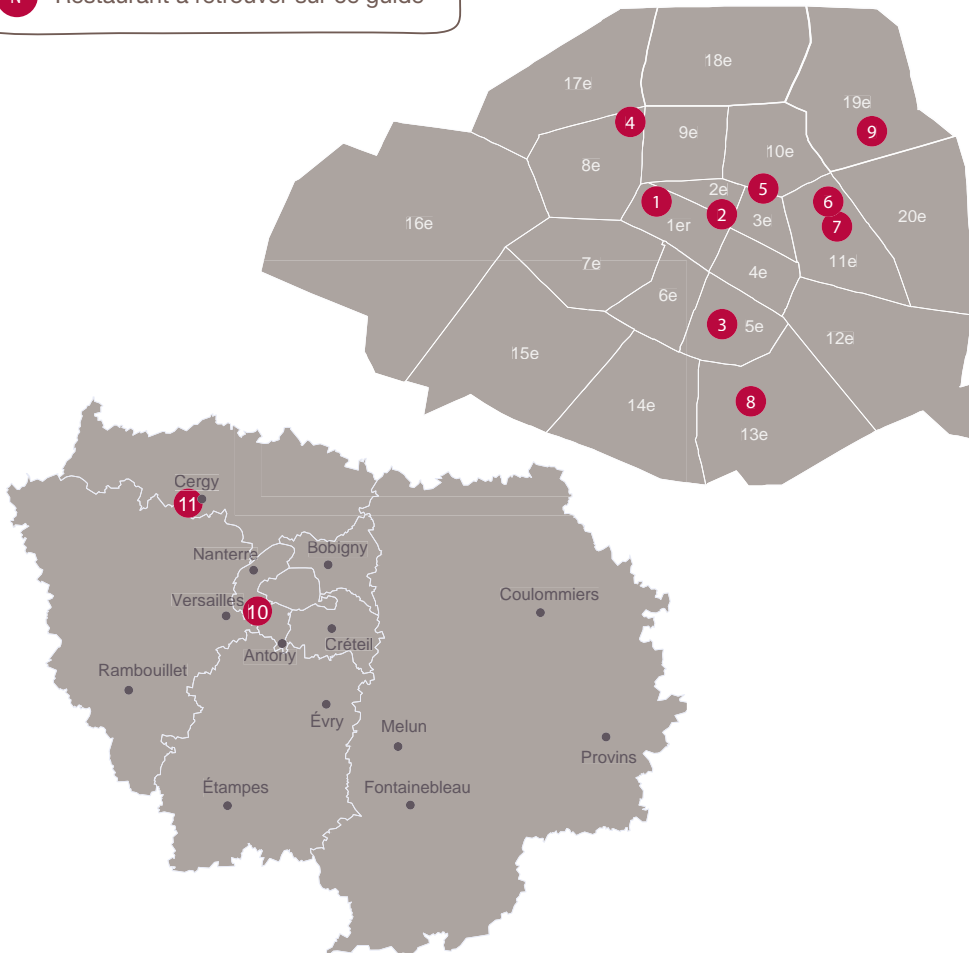 N Restaurant à retrouver sur ce guide
18e
17e
19e
4
9
9e
10e
8e
5
2e
1
6
16e
2
3e
20e
1er
7
11e
7e
4e
6e
3
5e
12e
15e
8
14e
13e
Cergy
11
Nanterre
Bobigny
Versailles
Coulommiers
10
Antony
Créteil
Rambouillet
Évry
Melun
Provins
Étampes
Fontainebleau